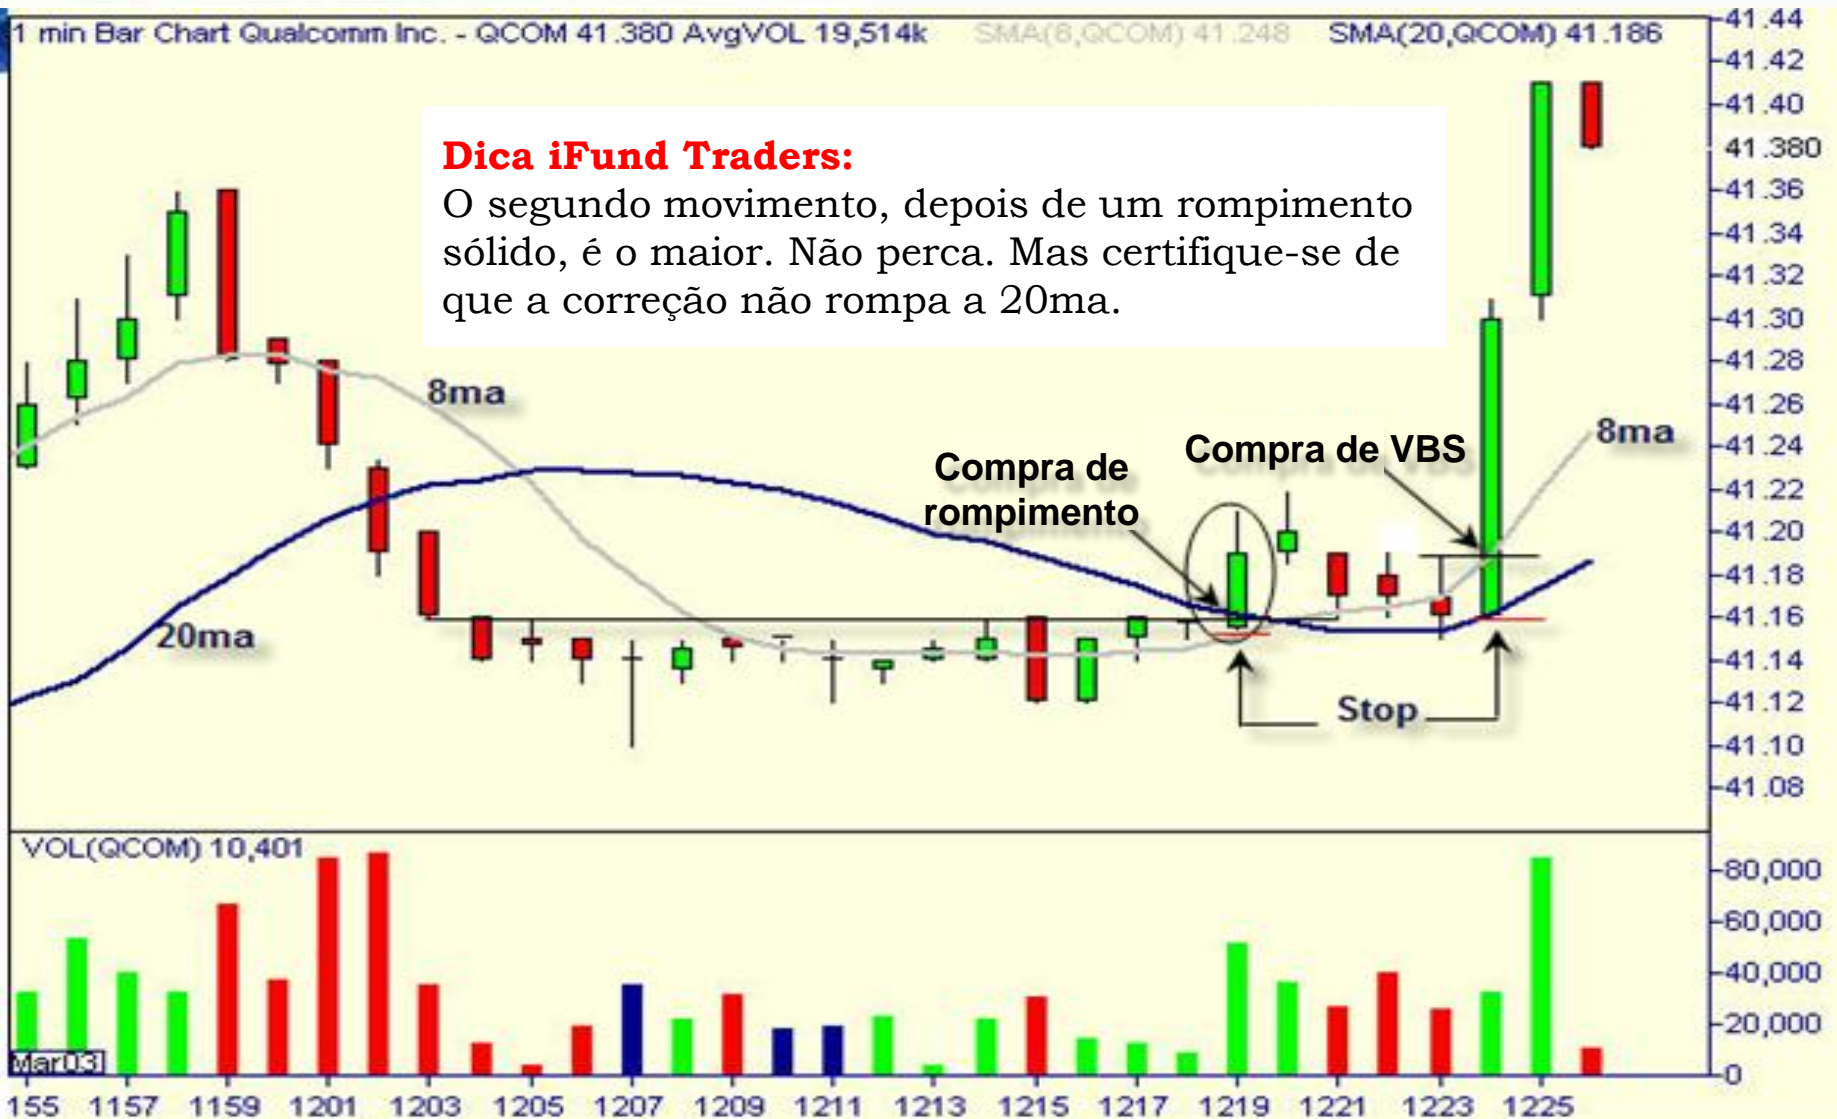 1 min Bar Chart Qualcomm Inc. - QCOM 41.380 AvgVOL 19,514k SMA(8,QCOM) 41.248 SMA(20,QCOM) 41.186
Dica iFund Traders:
O segundo movimento, depois de um rompimento
sólido, é o maior. Não perca. Mas certifique-se de
que a correção não rompa a 20ma.
8ma
20ma
Compra de
rompimento
Compra de VBS
8ma
Stop
41.44
41.42
41.40
41.380
41.36
41.34
41.32
41.30
41.28
41.26
41.24
41.22
41.20
41.18
41.16
41.14
41.12
41.10
41.08
VOL(QCOM) 10,401
80,000
60,000
40,000
20,000
0
Mar03
155 1157 1159 1201 1203 1205 1207 1209 1211 1213 1215 1217 1219 1221 1223 1225